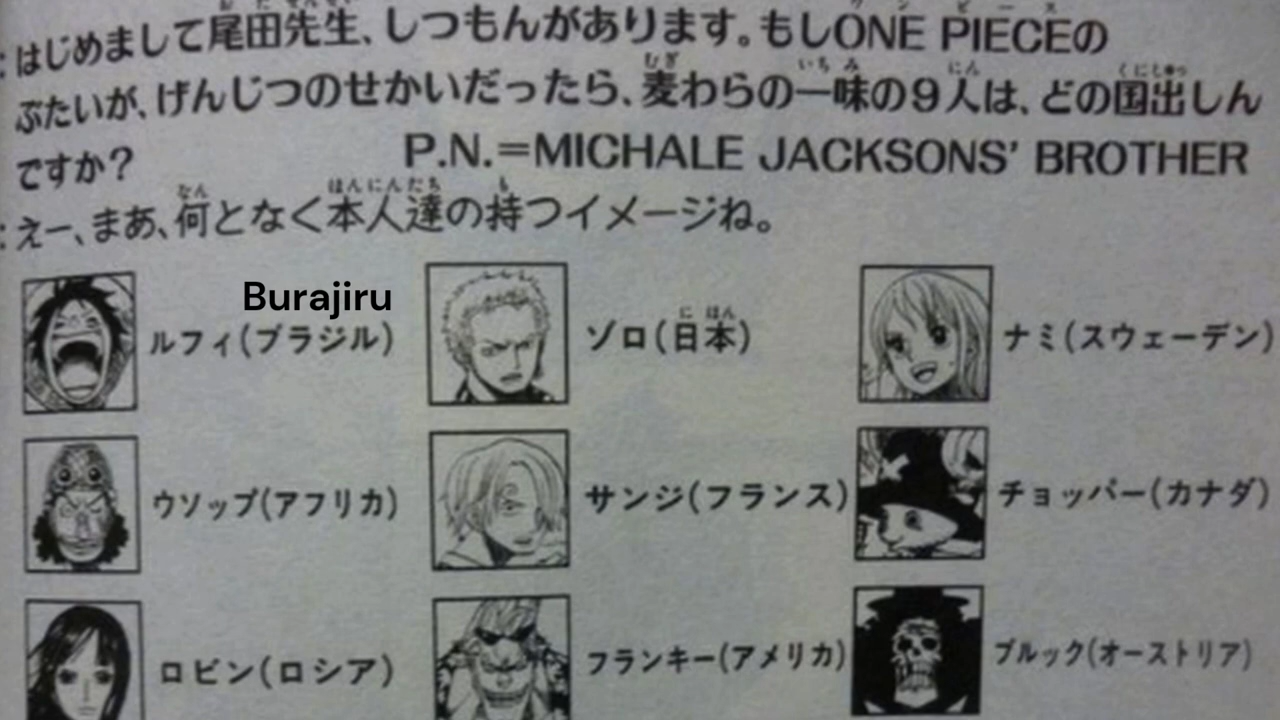 はじめまして尾田先生、しつもんがあります。もしONE PIECEの
ぶたいが、げんじつのせかいだったら、麦わらの一味の9人は、どの国出しん
ですか? P.N.=MICHALE JACKSONS' BROTHER
えー、まあ、何となく本人達の持つイメージね。
Burajiru
ルフィ(ブラジル) ゾロ(日本) ナミ(スウェーデン)
ウソップ(アフリカ) サンジ(フランス) チョッパー(カナダ)
ロビン(ロシア) フランキー(アメリカ) ブルック(オーストリア)